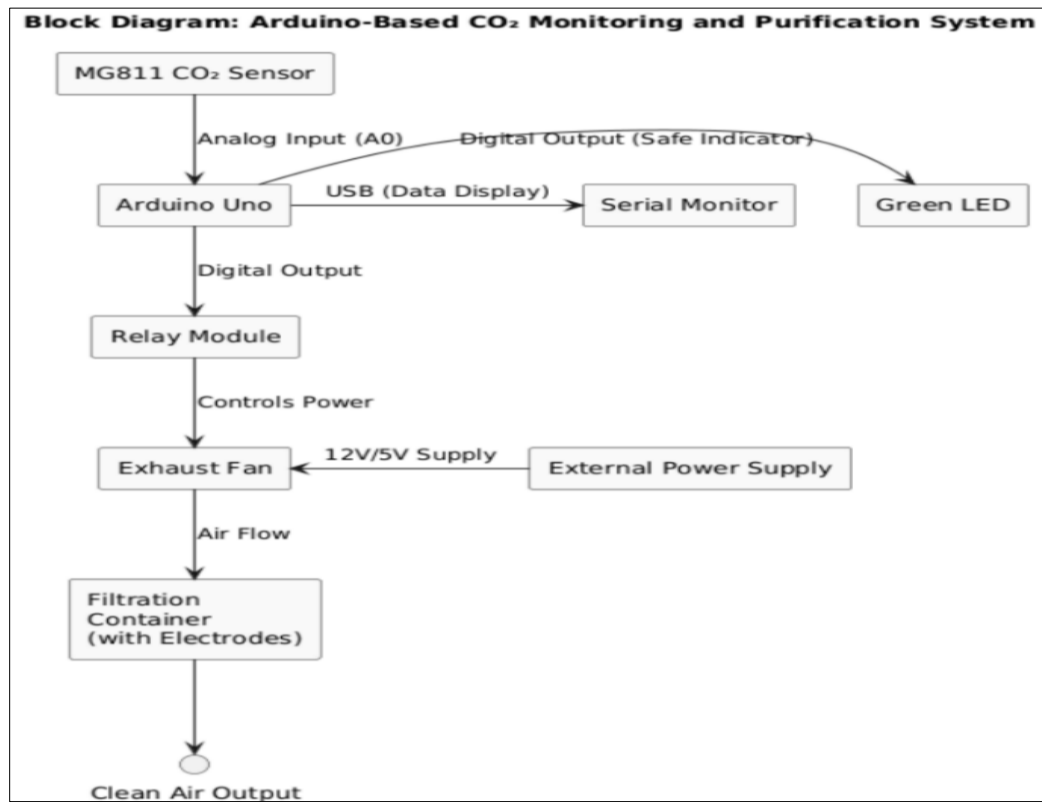 Block Diagram: Arduino-Based CO₂ Monitoring and Purification System
MG811 CO₂ Sensor
Analog Input (A0)
Digital Output (Safe Indicator)
Arduino Uno
USB (Data Display)
Serial Monitor
Green LED
Digital Output
Relay Module
Controls Power
Exhaust Fan
12V/5V Supply
External Power Supply
Air Flow
Filtration
Container
(with Electrodes)
Clean Air Output